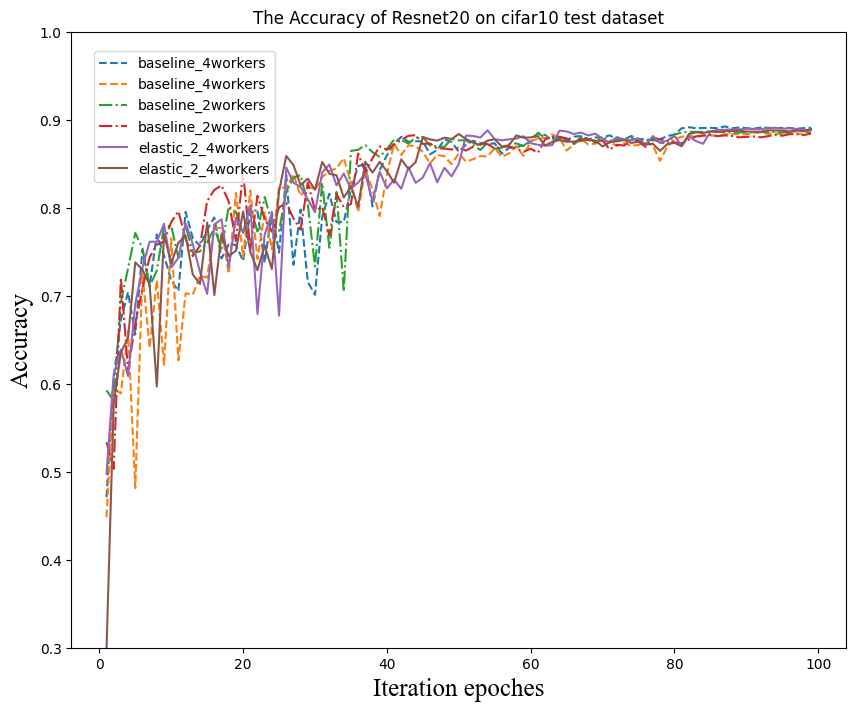 The Accuracy of Resnet20 on cifar10 test dataset
1.0
0.9
0.8
0.7
0.6
0.5
0.4
0.3
Accuracy
baseline_4workers
baseline_4workers
baseline_2workers
baseline_2workers
elastic_2_4workers
elastic_2_4workers
0 20 40 60 80 100
Iteration epoches